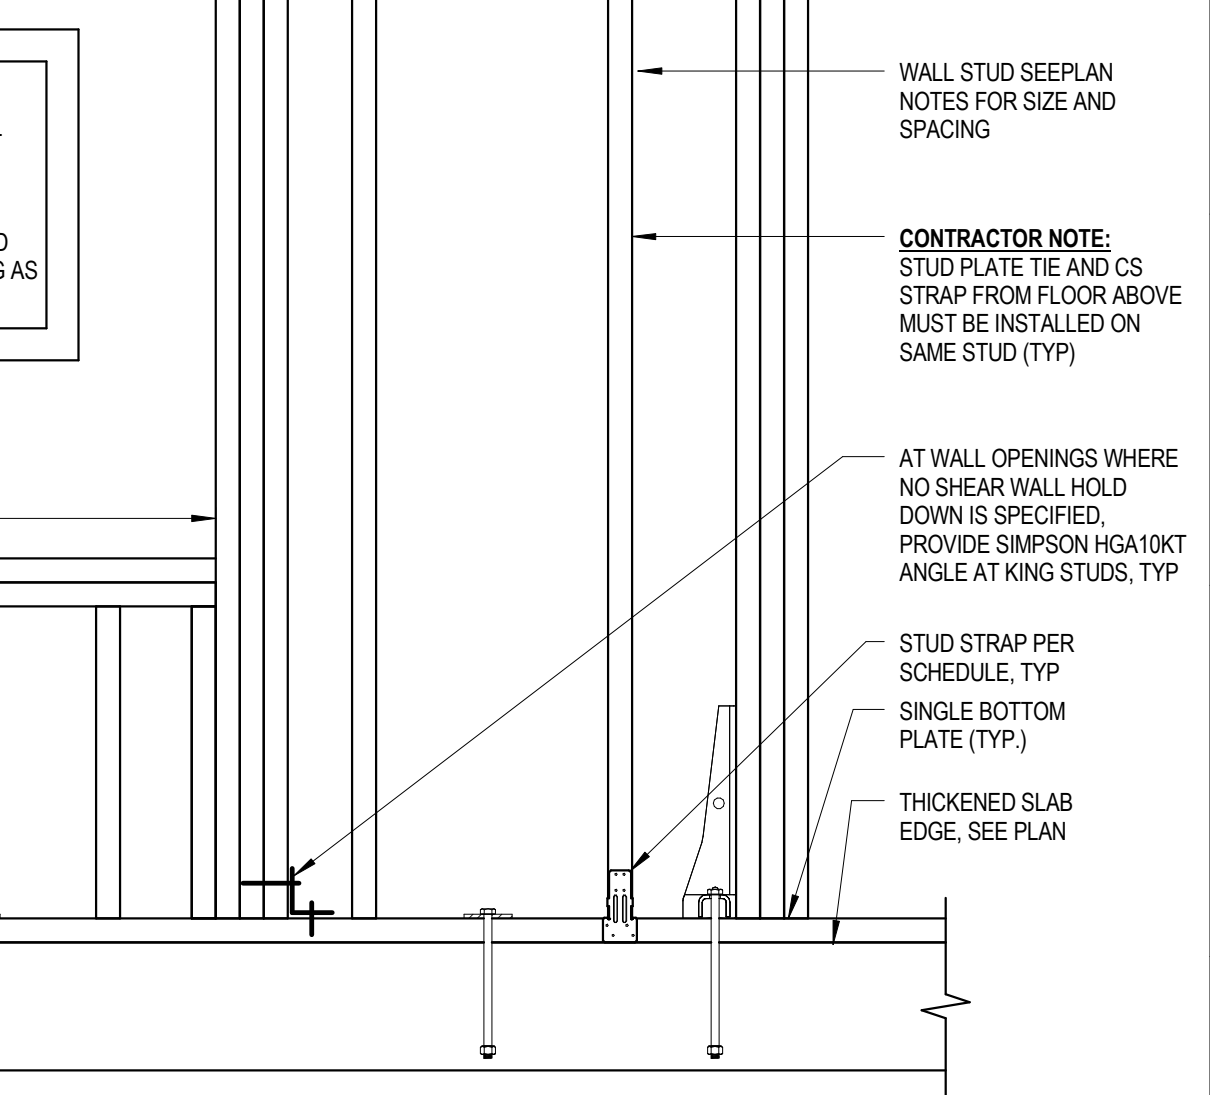 WALL STUD SEEPLAN
NOTES FOR SIZE AND
SPACING
CONTRACTOR NOTE:
STUD PLATE TIE AND CS
STRAP FROM FLOOR ABOVE
MUST BE INSTALLED ON
SAME STUD (TYP)
G AS
AT WALL OPENINGS WHERE
NO SHEAR WALL HOLD
DOWN IS SPECIFIED,
PROVIDE SIMPSON HGA10KT
ANGLE AT KING STUDS, TYP
STUD STRAP PER
SCHEDULE, TYP
SINGLE BOTTOM
PLATE (TYP.)
THICKENED SLAB
EDGE, SEE PLAN